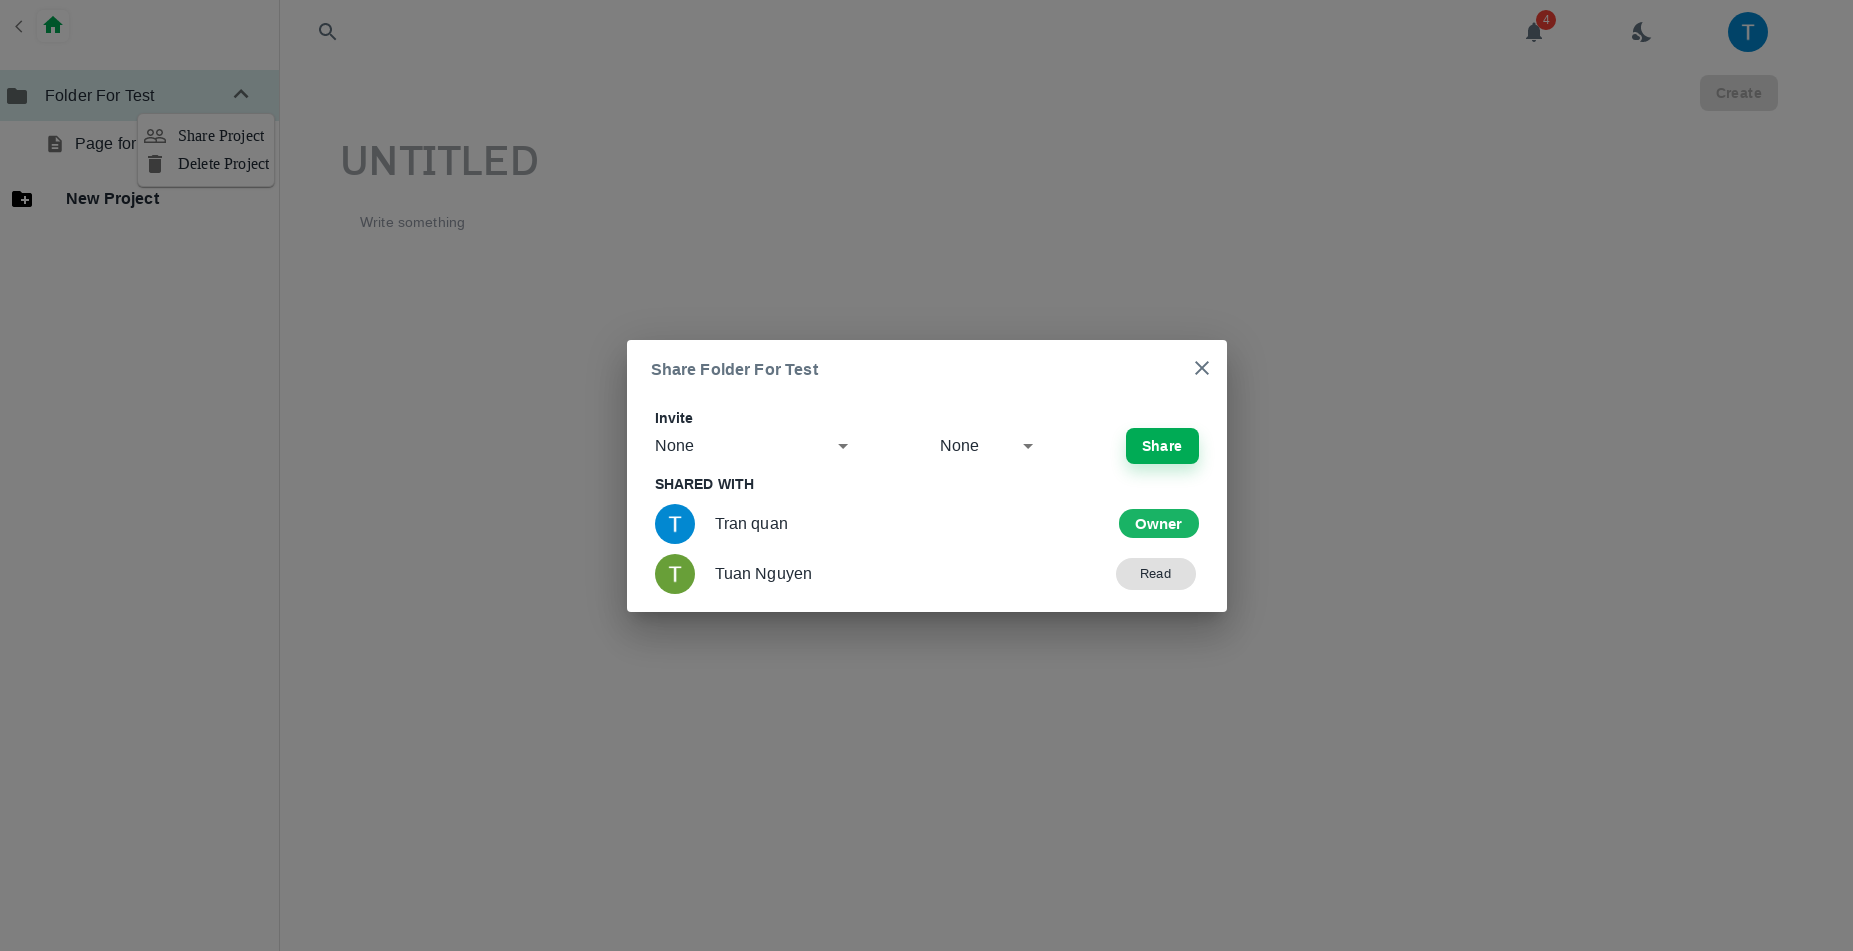 4
T
Folder For Test
Create
Share Project
Page for
Delete Project
UNTITLED
New Project
Write something
Share Folder For Test
Invite
None
None
Share
SHARED WITH
T
Tran quan
Owner
T
Tuan Nguyen
Read